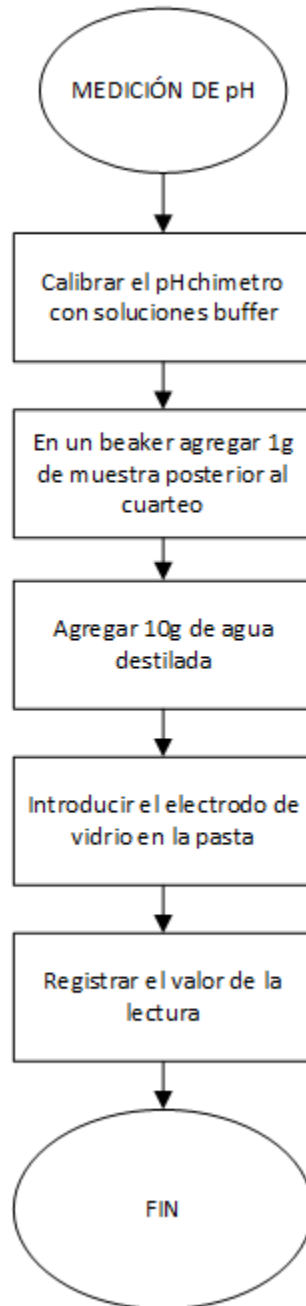 MEDICIÓN DE pH
Calibrar el pHchimetro
con soluciones buffer
En un beaker agregar 1g
de muestra posterior al
cuarteo
Agregar 10g de agua
destilada
Introducir el electrodo de
vidrio en la pasta
Registrar el valor de la
lectura
FIN